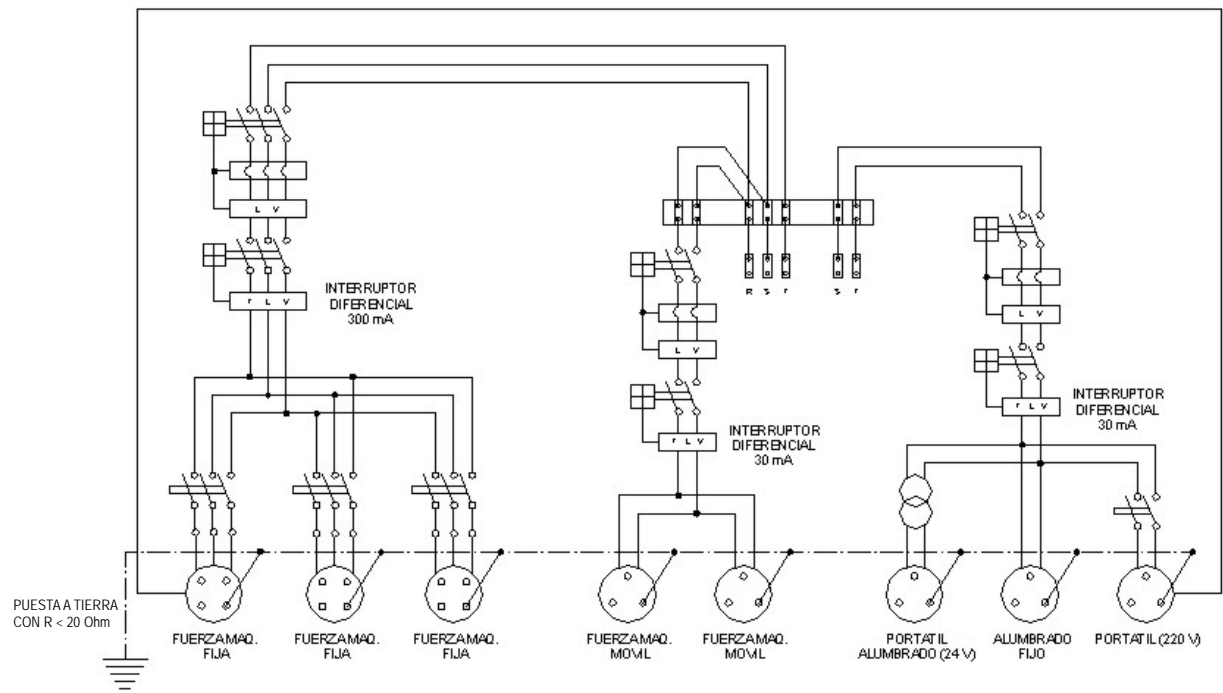 L V
INTERRUPTOR
DIFERENCIAL
300 mA
r L V
R S T
S T
L V
L V
INTERRUPTOR
DIFERENCIAL
30 mA
r L V
INTERRUPTOR
DIFERENCIAL
30 mA
r L V
PUESTA A TIERRA
CON R < 20 Ohm
FUERZA MAQ.
FIJA
FUERZA MAQ.
FIJA
FUERZA MAQ.
FIJA
FUERZA MAQ.
MOVIL
FUERZA MAQ.
MOVIL
PORTATIL
ALUMBRADO (24 V)
ALUMBRADO
FIJO
PORTATIL (220 V)